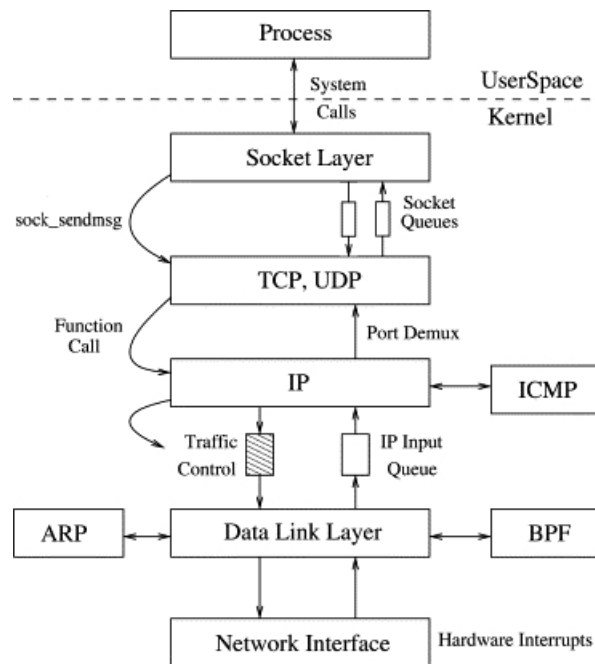 Process
System
UserSpace
Calls
Kernel
Socket Layer
sock_sendmsg
Socket
Queues
TCP, UDP
Function
Call
Port Demux
IP
ICMP
Traffic
Control
IP Input
Queue
ARP
Data Link Layer
BPF
Network Interface
Hardware Interrupts